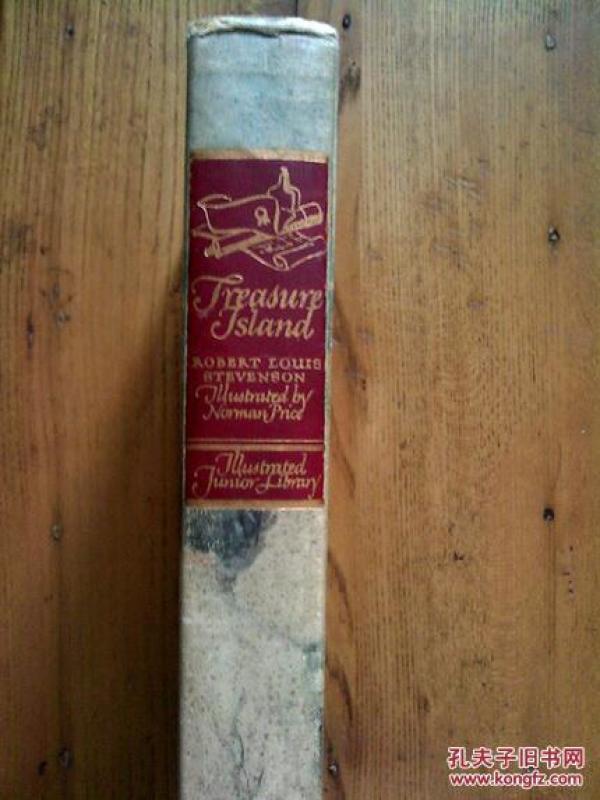 Treasure
Island
ROBERT LOUIS
STEVENSON
Illustrated by
Norman Price
Illustrated
Junior Library
孔夫子旧书网
www.kongfz.com